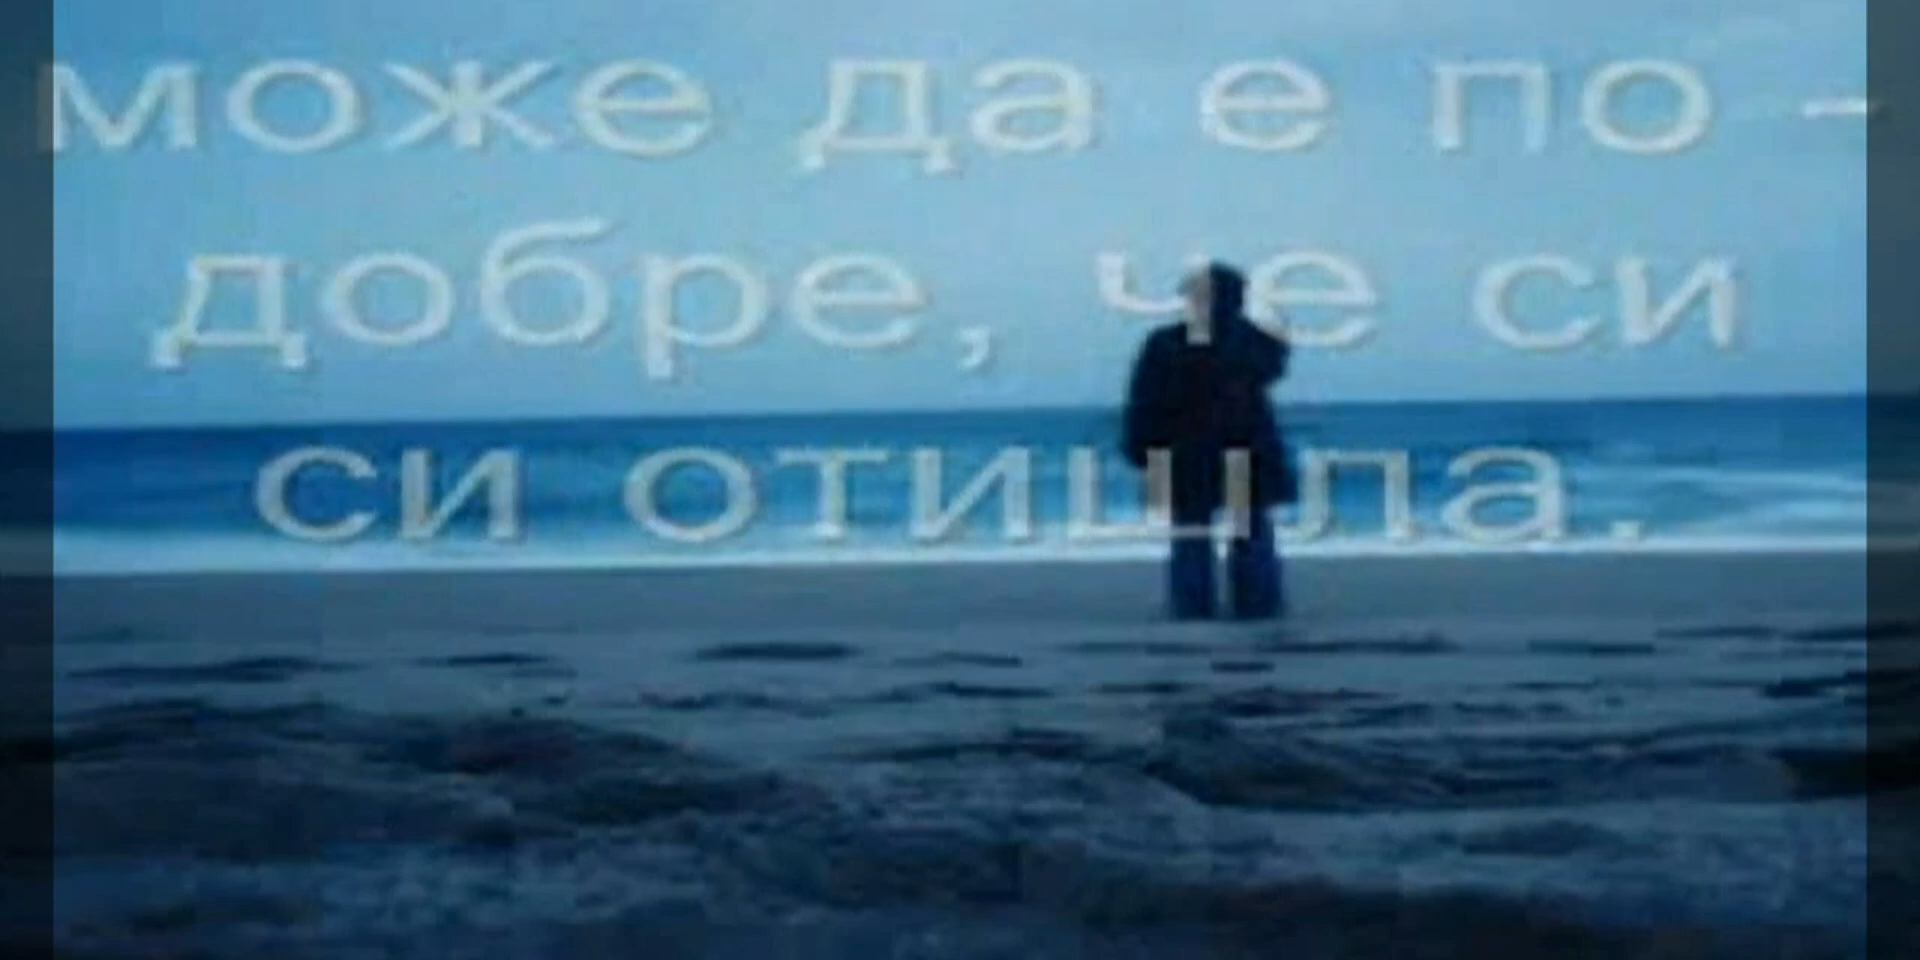 може да е по -
добре, че си
си отишла.